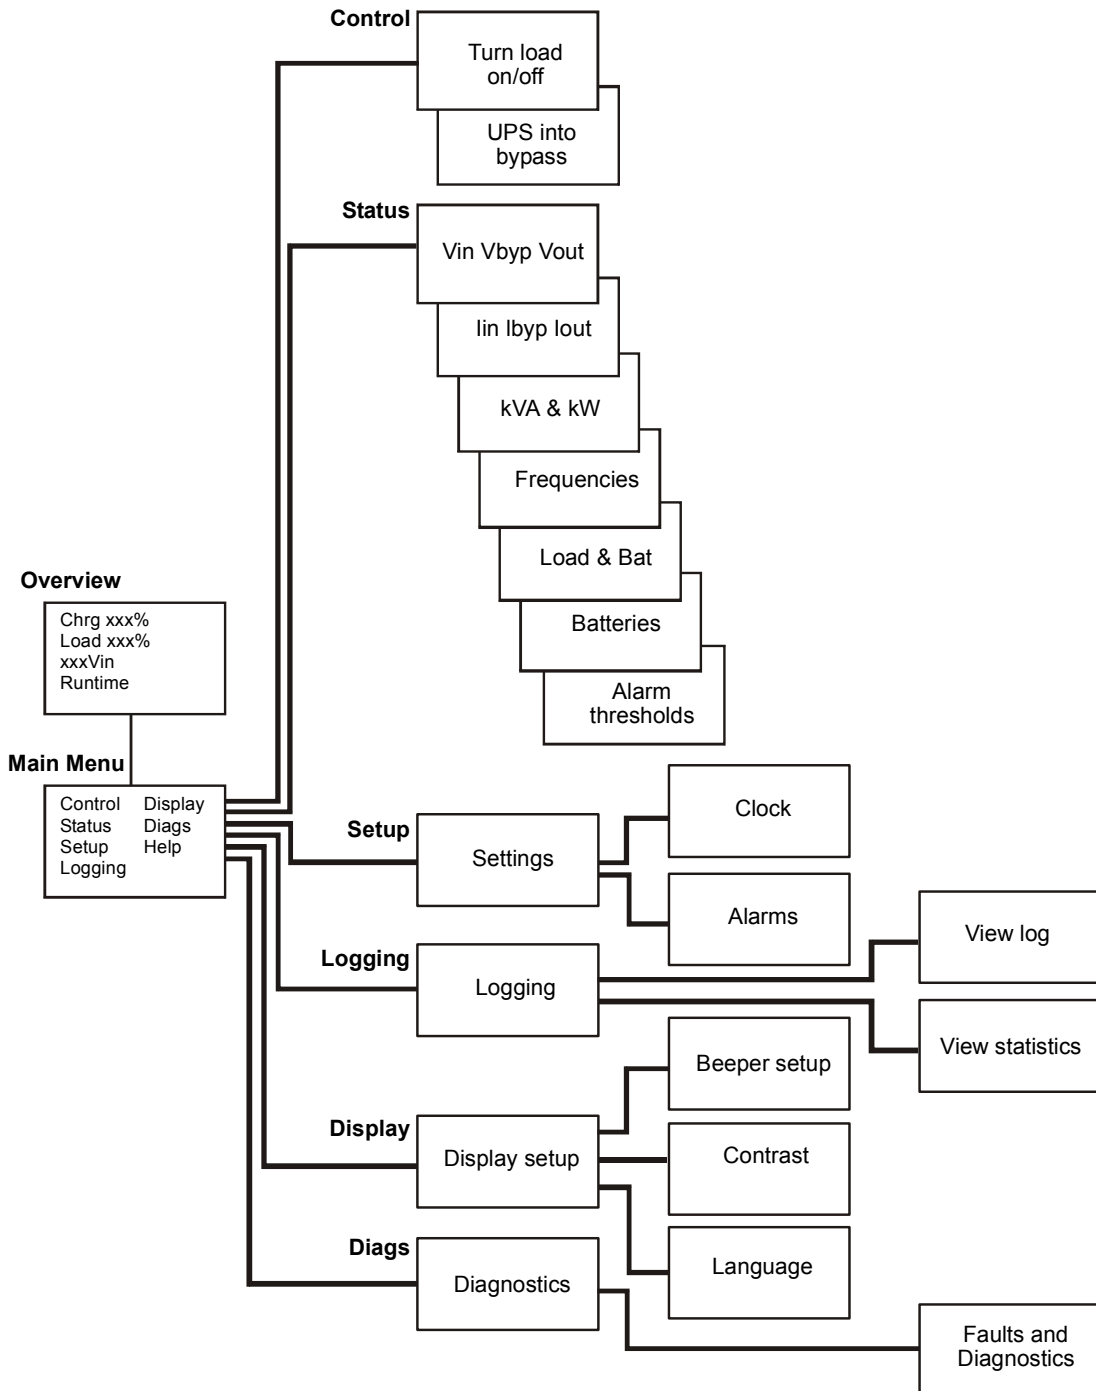 Control
Turn load
on/off
UPS into
bypass
Status
Vin Vbyp Vout
Iin Ibyp Iout
kVA & kW
Frequencies
Load & Bat
Batteries
Alarm
thresholds
Overview
Chrg xxx%
Load xxx%
xxxVin
Runtime
Main Menu
Control Display
Status Diags
Setup Help
Logging
Setup
Settings
Clock
Alarms
Logging
Logging
View log
View statistics
Display
Display setup
Beeper setup
Contrast
Language
Diags
Diagnostics
Faults and
Diagnostics